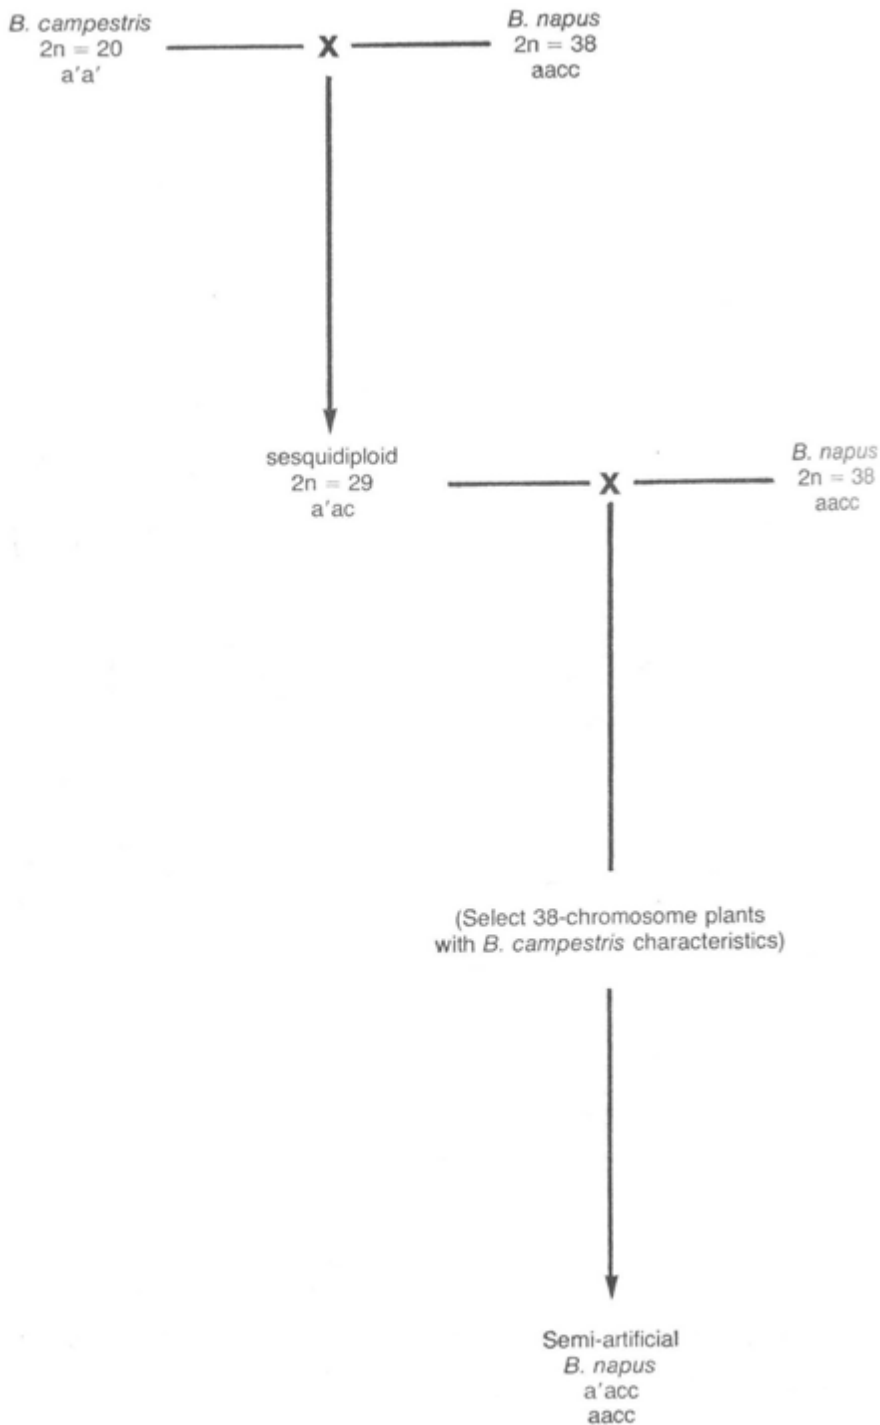 B. campestris
2n = 20
a′a′
X
B. napus
2n = 38
aacc
sesquidiploid
2n = 29
a′ac
X
B. napus
2n = 38
aacc
(Select 38-chromosome plants
with B. campestris characteristics)
Semi-artificial
B. napus
a′acc
aacc